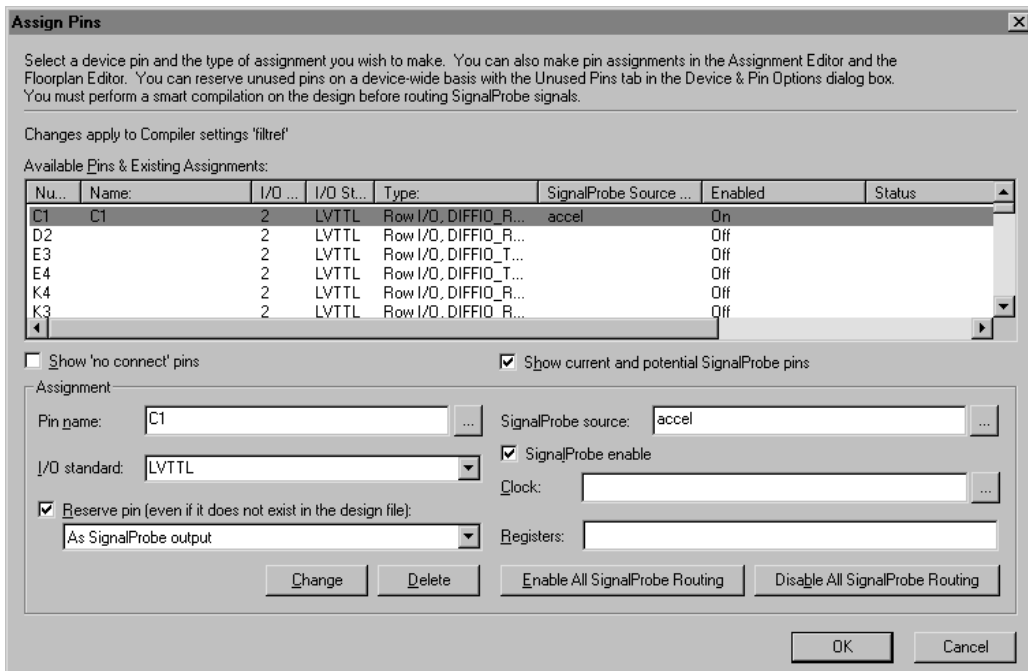 Assign Pins
Select a device pin and the type of assignment you wish to make. You can also make pin assignments in the Assignment Editor and the
Floorplan Editor. You can reserve unused pins on a device-wide basis with the Unused Pins tab in the Device & Pin Options dialog box.
You must perform a smart compilation on the design before routing SignalProbe signals.
Changes apply to Compiler settings 'filtref'
Available Pins & Existing Assignments:
Nu... Name: I/O ... I/O St... Type: SignalProbe Source ... Enabled Status
C1 C1 2 LVTTL Row I/O, DIFFIO_R... accel On
D2 2 LVTTL Row I/O, DIFFIO_R... Off
E3 2 LVTTL Row I/O, DIFFIO_T... Off
E4 2 LVTTL Row I/O, DIFFIO_T... Off
K4 2 LVTTL Row I/O, DIFFIO_R... Off
K3 2 LVTTL Row I/O, DIFFIO_R... Off
Show 'no connect' pins Show current and potential SignalProbe pins
Assignment
Pin name: C1 ... SignalProbe source: accel ...
SignalProbe enable
I/O standard: LVTTL
Clock: ...
Reserve pin (even if it does not exist in the design file):
As SignalProbe output Registers:
Change Delete Enable All SignalProbe Routing Disable All SignalProbe Routing
OK Cancel